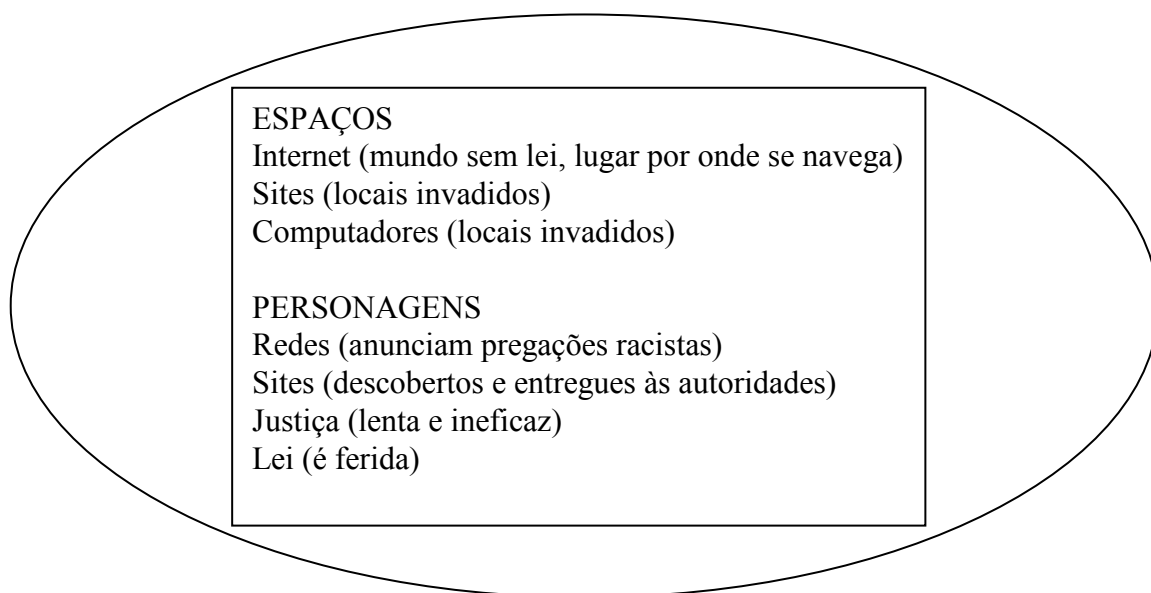 ESPAÇOS
Internet (mundo sem lei, lugar por onde se navega)
Sites (locais invadidos)
Computadores (locais invadidos)
PERSONAGENS
Redes (anunciam pregações racistas)
Sites (descobertos e entregues às autoridades)
Justiça (lenta e ineficaz)
Lei (é ferida)